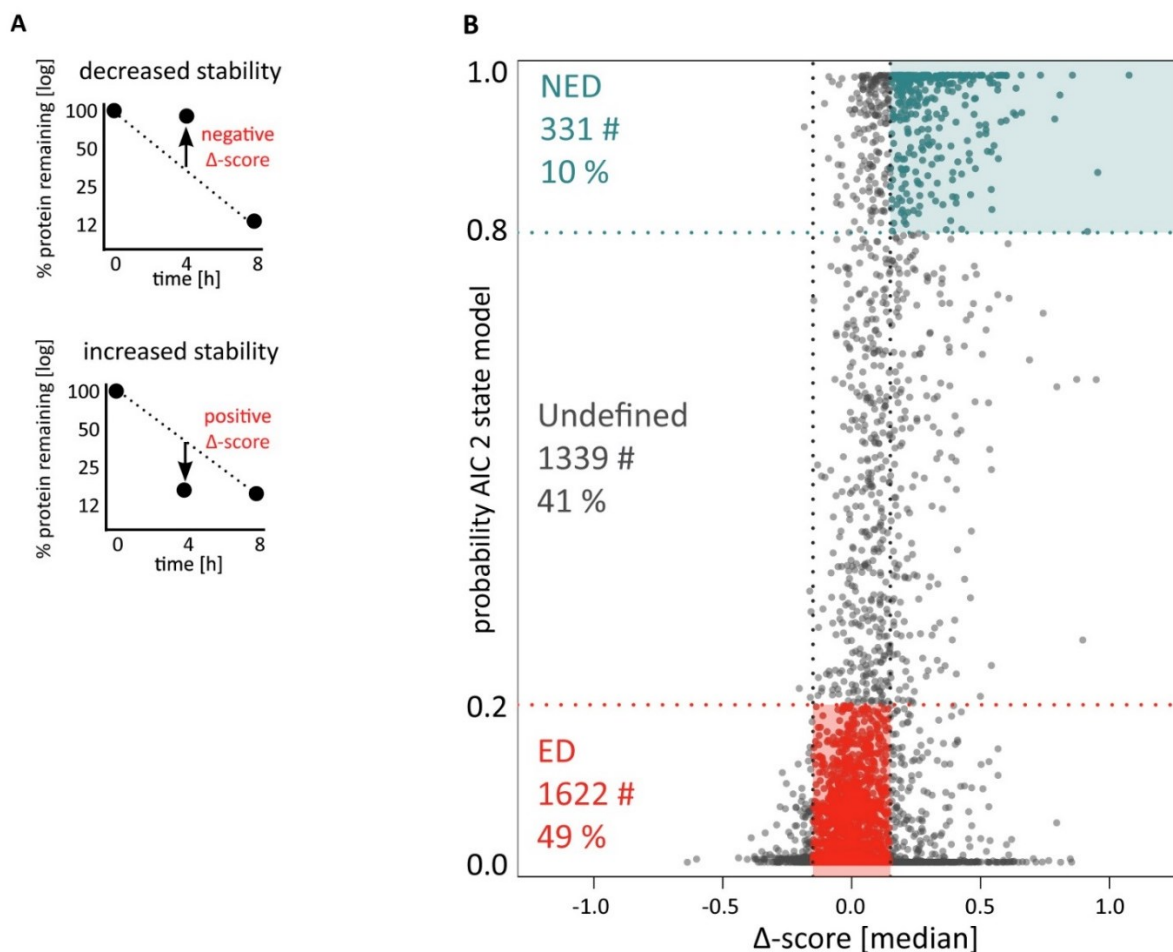 A
decreased stability
% protein remaining [log]
100
50
25
12
negative
Δ-score
0 4 8
time [h]
increased stability
% protein remaining [log]
100
50
25
12
positive
Δ-score
0 4 8
time [h]
B
probability AIC 2 state model
1.0
0.8
0.2
0.0
NED
331 #
10 %
Undefined
1339 #
41 %
ED
1622 #
49 %
-1.0 -0.5 0.0 0.5 1.0
Δ-score [median]